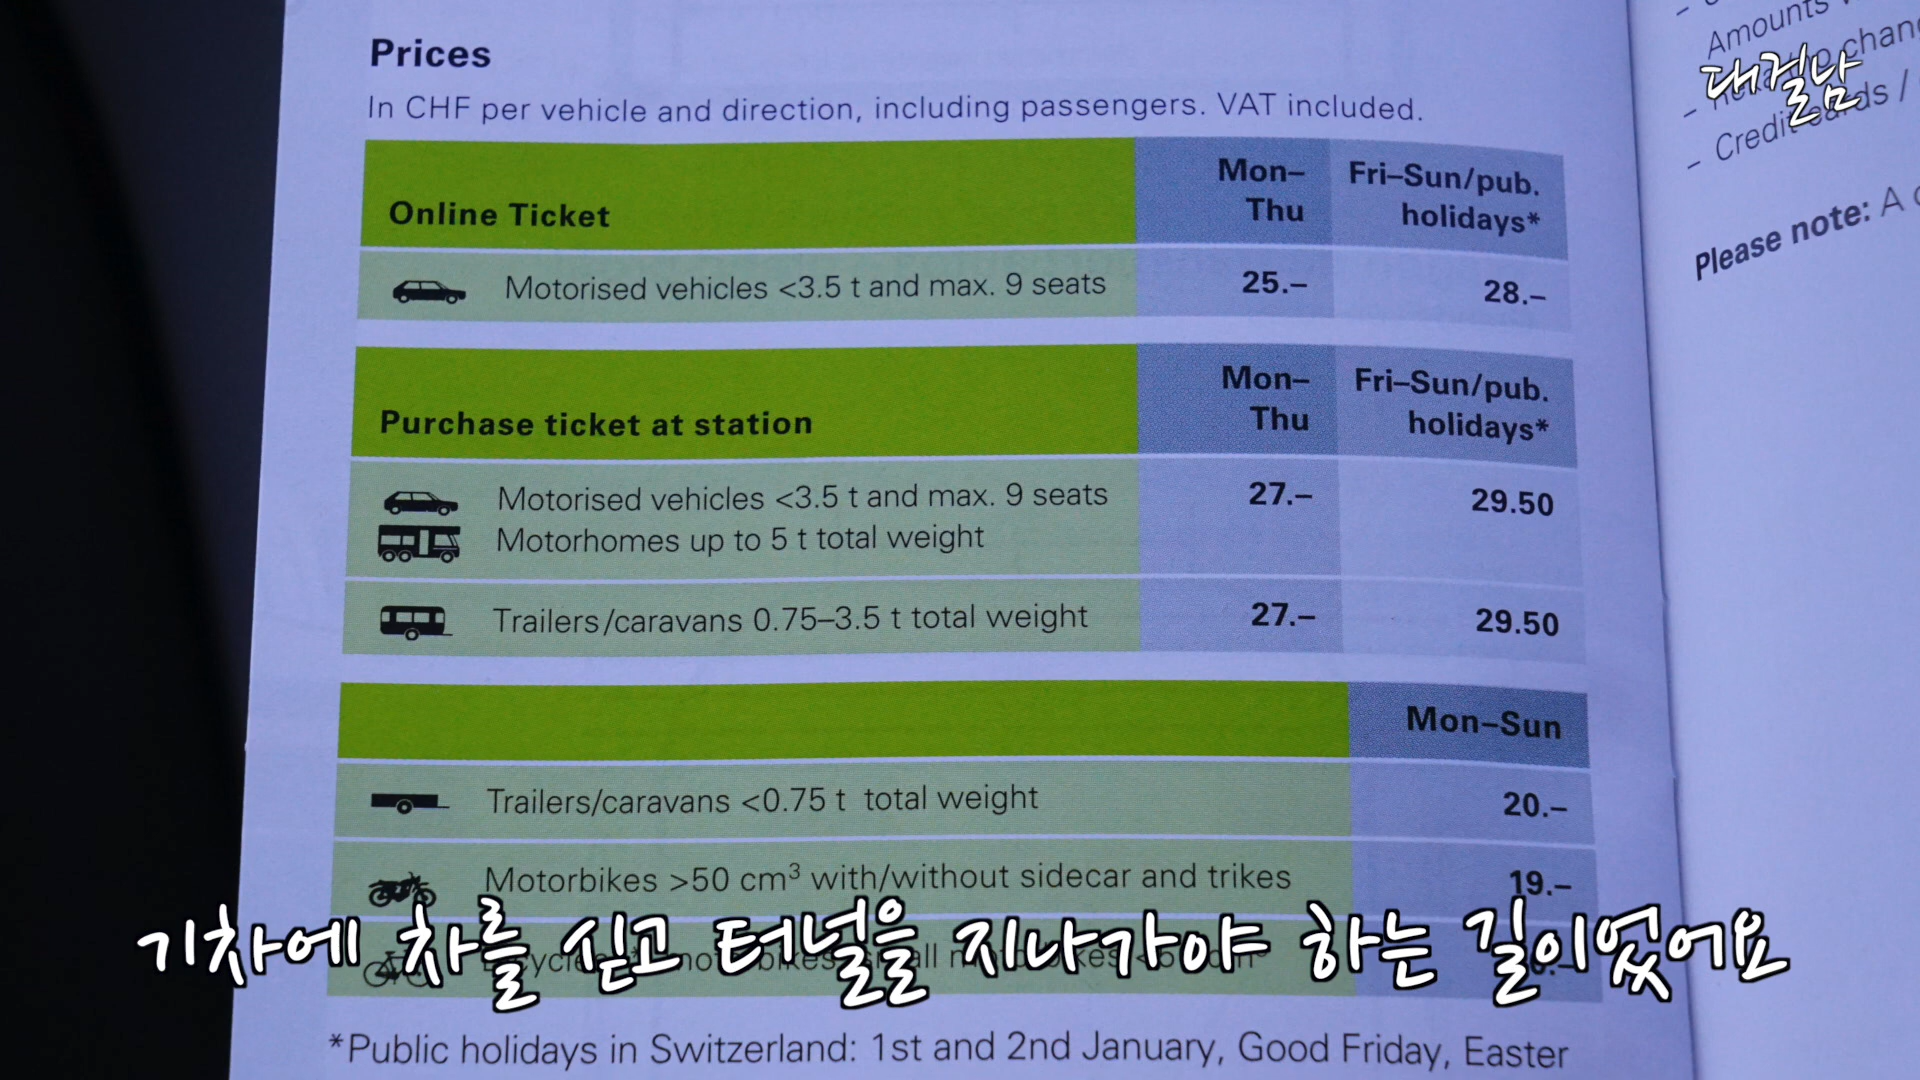 Prices
In CHF per vehicle and direction, including passengers. VAT included.
Online Ticket
Mon–
Thu
Fri–Sun/pub.
holidays*
Motorised vehicles <3.5 t and max. 9 seats
25.–
28.–
Purchase ticket at station
Mon–
Thu
Fri–Sun/pub.
holidays*
Motorised vehicles <3.5 t and max. 9 seats
27.–
29.50
Motorhomes up to 5 t total weight
Trailers/caravans 0.75–3.5 t total weight
27.–
29.50
Mon–Sun
Trailers/caravans <0.75 t total weight
20.–
Motorbikes >50 cm³ with/without sidecar and trikes
19.–
기차에 차를 싣고 터널을 지나가야 하는 길이었어요
*Public holidays in Switzerland: 1st and 2nd January, Good Friday, Easter
Amounts
대걸남
Credit
Please note: A